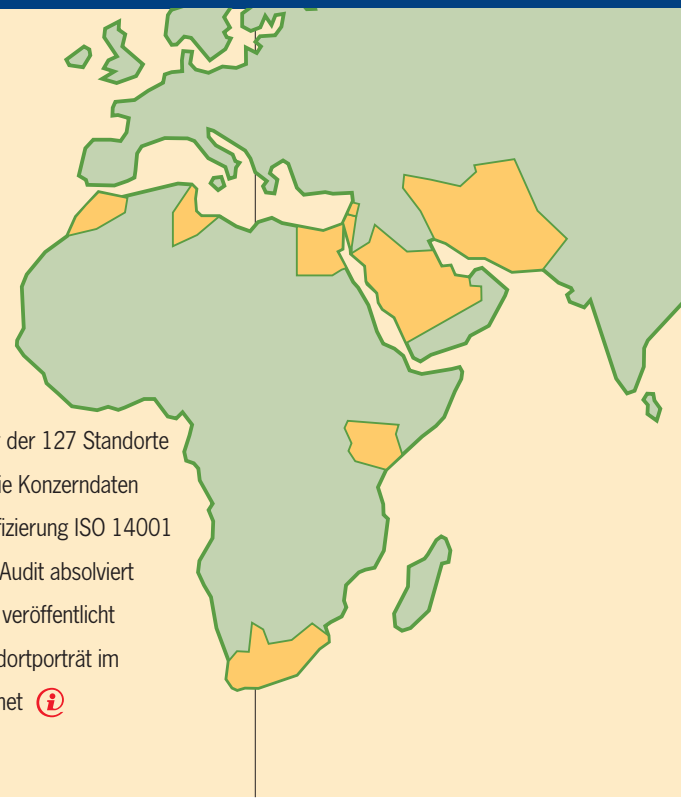 der 127 Standorte
ie Konzerndaten
fizierung ISO 14001
Audit absolviert
veröffentlicht
dortporträt im
net